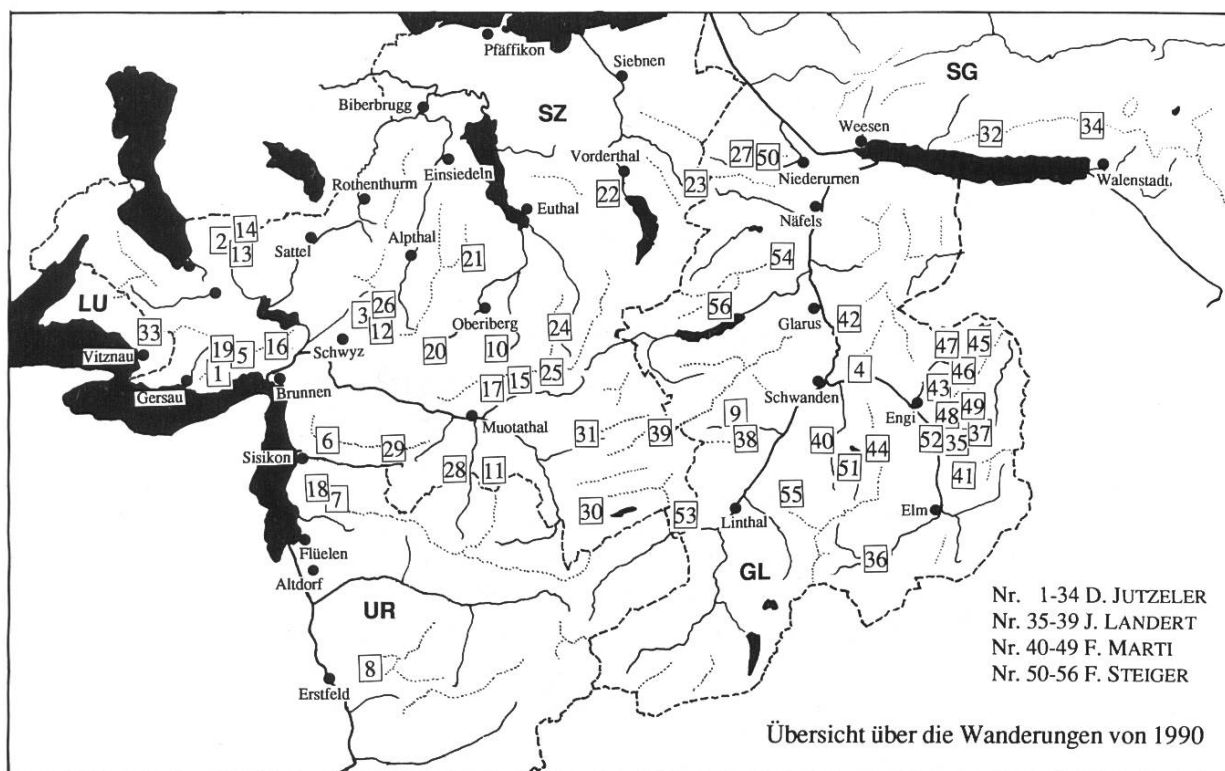 Pfäffikon
Siebnen
SG
Biberbrugg
SZ
Weesen
32
34
Vorderthal
27
50
Einsiedeln
Niederurnen
Walenstadt
Rothenthurm
22
23
Euthal
Näfels
14
2
13
Sattel
Alpthal
21
54
LU
56
3
26
Oberiberg
Glarus
33
12
24
42
19
5
16
Schwyz
20
10
47
45
Vitznau
1
15
25
4
46
Gersau
Brunnen
17
Schwanden
43
Engi
49
9
48
Muotathal
6
29
31
39
38
40
44
52
35
37
Sisikon
28
11
51
41
18
7
55
30
53
Linthal
Elm
Flüelen
36
Altdorf
GL
UR
8
Erstfeld
Nr. 1-34 D. JUTZELER
Nr. 35-39 J. LANDERT
Nr. 40-49 F. MARTI
Nr. 50-56 F. STEIGER
Übersicht über die Wanderungen von 1990